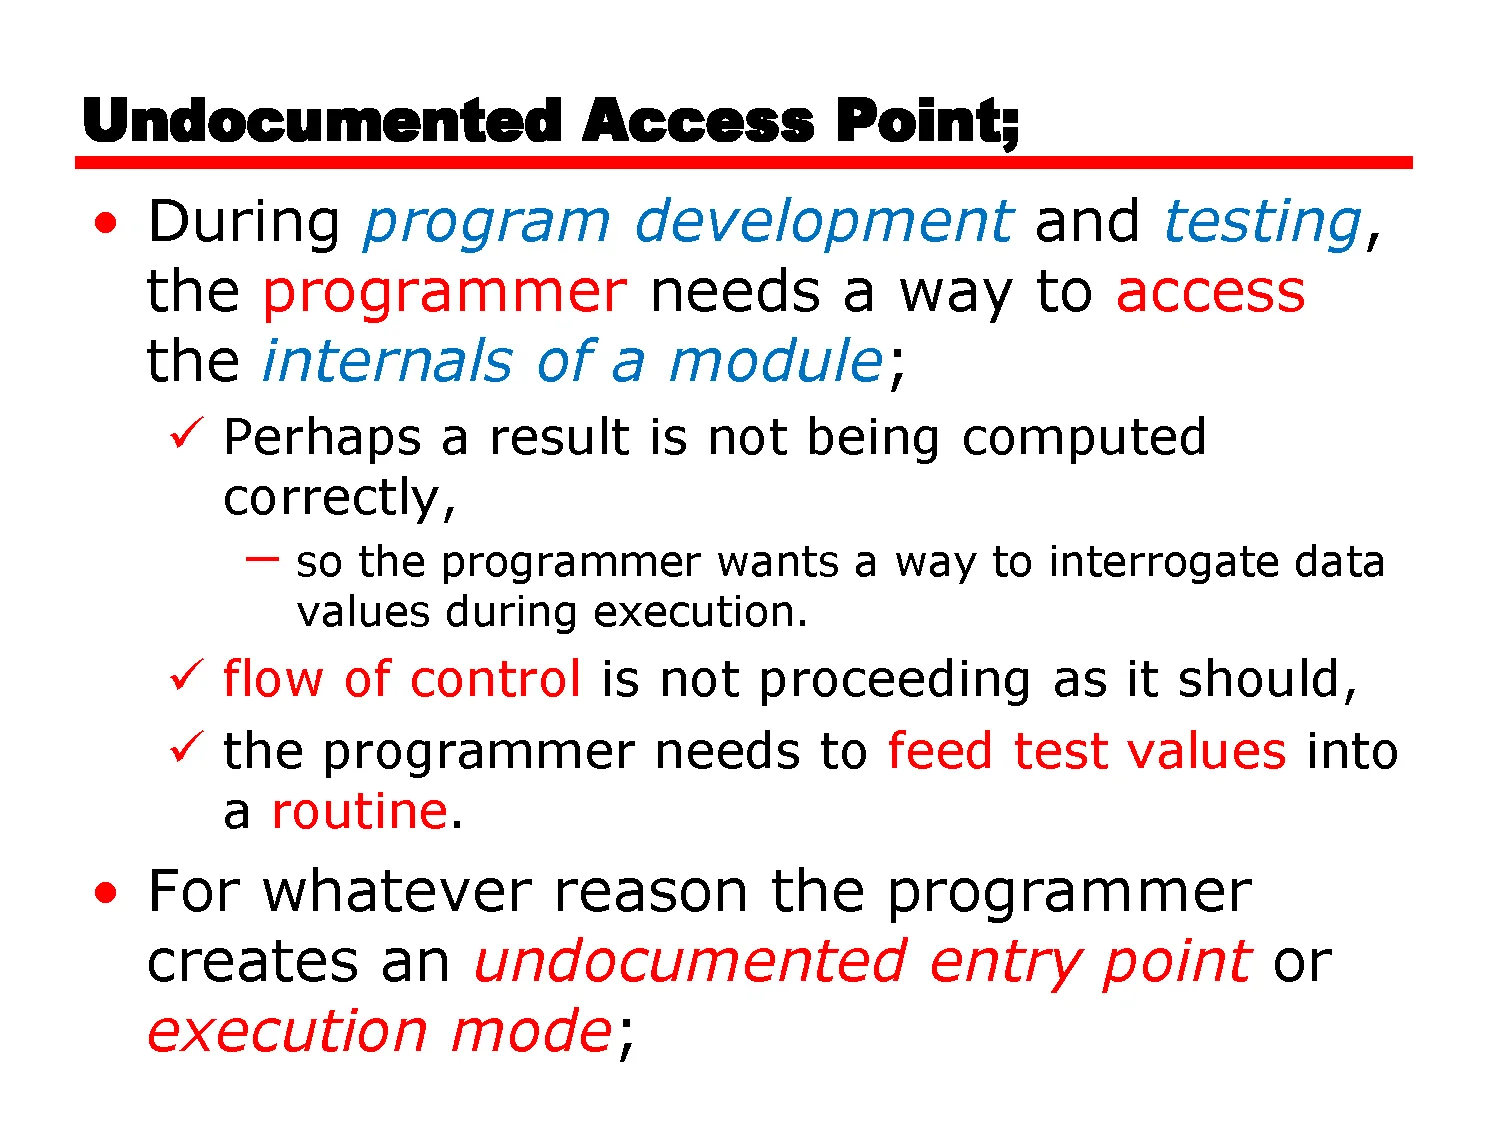 Undocumented Access Point;
• During program development and testing,
the programmer needs a way to access
the internals of a module;
✓ Perhaps a result is not being computed
correctly,
– so the programmer wants a way to interrogate data
values during execution.
✓ flow of control is not proceeding as it should,
✓ the programmer needs to feed test values into
a routine.
• For whatever reason the programmer
creates an undocumented entry point or
execution mode;